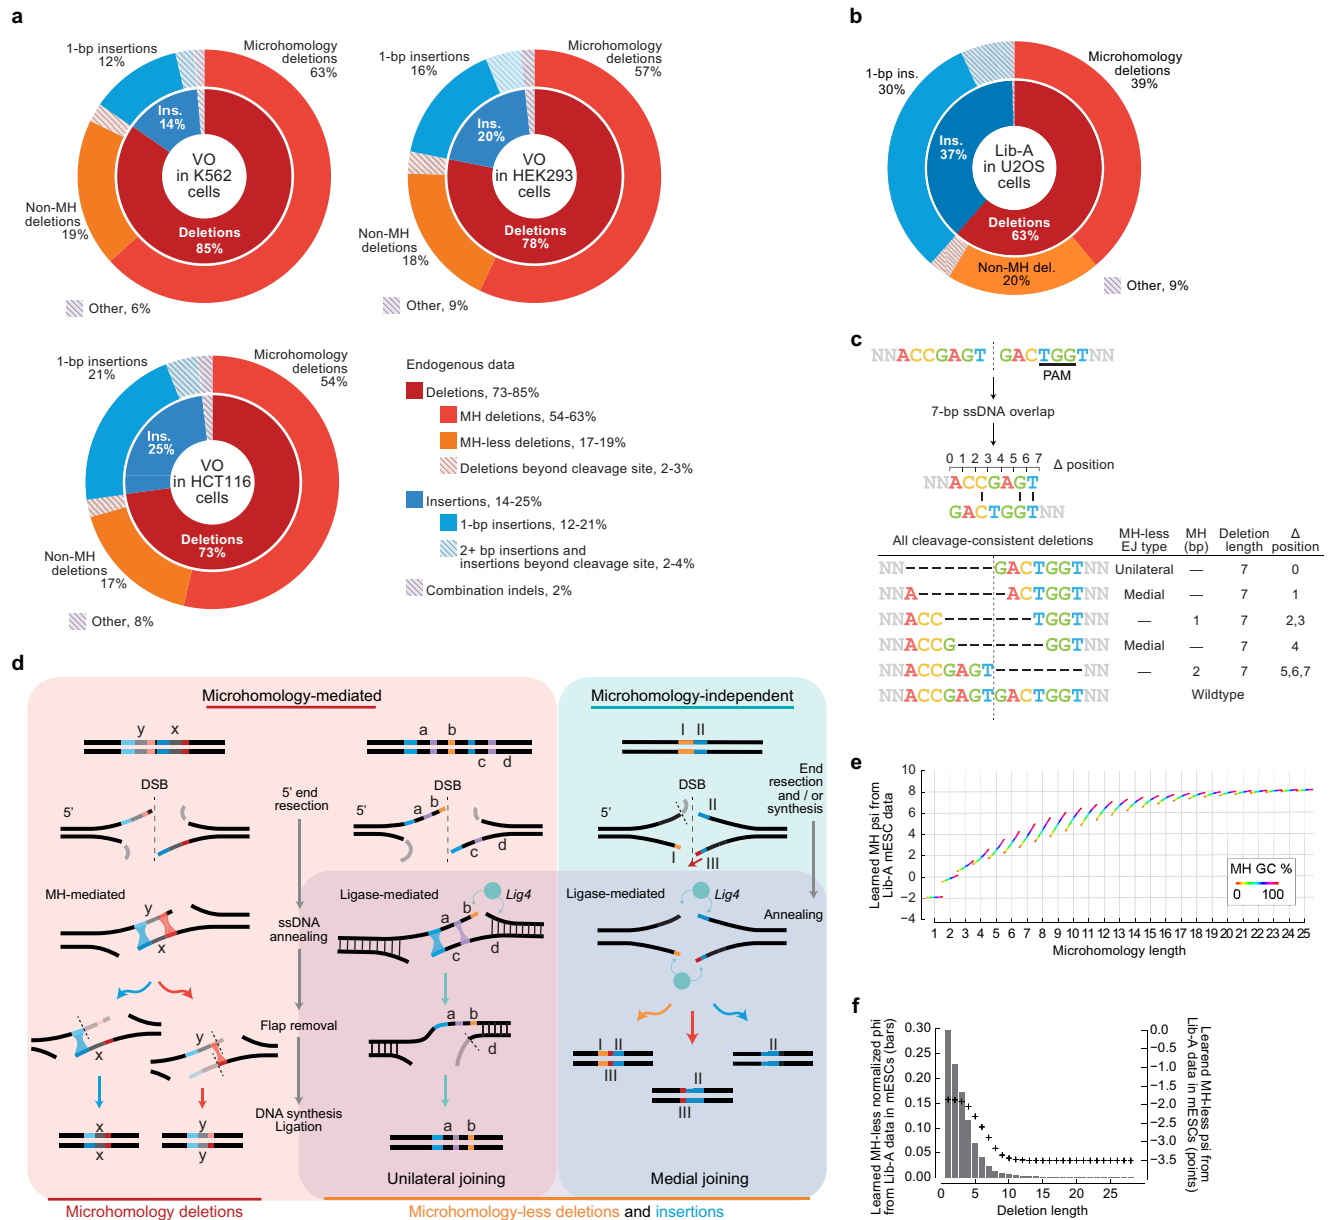 a
1-bp insertions
12%
Microhomology
deletions
63%
Ins.
14%
VO
in K562
cells
Non-MH
deletions
19%
Deletions
85%
Other, 6%
1-bp insertions
16%
Microhomology
deletions
57%
Ins.
20%
VO
in HEK293
cells
Non-MH
deletions
18%
Deletions
78%
Other, 9%
1-bp insertions
21%
Microhomology
deletions
54%
Ins.
25%
VO
in HCT116
cells
Non-MH
deletions
17%
Deletions
73%
Other, 8%
Endogenous data
Deletions, 73-85%
MH deletions, 54-63%
MH-less deletions, 17-19%
Deletions beyond cleavage site, 2-3%
Insertions, 14-25%
1-bp insertions, 12-21%
2+ bp insertions and
insertions beyond cleavage site, 2-4%
Combination indels, 2%
b
1-bp ins.
30%
Microhomology
deletions
39%
Ins.
37%
Lib-A
in U2OS
cells
Deletions
63%
Non-MH del.
20%
Other, 9%
c
NNACCGAGT GACTGGTNN
PAM
7-bp ssDNA overlap
0 1 2 3 4 5 6 7
Δ position
NNACCGAGT
GACTGGTNN
All cleavage-consistent deletions MH-less EJ type MH (bp) Deletion length Δ position
NN GACTGGTNN Unilateral — 7 0
NNA ACTGGTNN Medial — 7 1
NNACC TGGTNN — 1 7 2,3
NNACCG GGTNN Medial — 7 4
NNACCGAGT NN — 2 7 5,6,7
NNACCGAGTGACTGGTNN Wildtype
d
Microhomology-mediated
Microhomology-independent
y x
a b
c d
I II
DSB
5'
5' end
resection
DSB
5'
a b
c d
DSB
5'
II
I III
End
resection
and / or
synthesis
MH-mediated
y
x
ssDNA
annealing
Ligase-mediated
Lig4
a b
c d
Ligase-mediated
Lig4
Annealing
x
y
Flap removal
a b
d
I II
III
II
III
DNA synthesis
Ligation
x
x
y
y
a b
Unilateral joining
Medial joining
Microhomology deletions
Microhomology-less deletions and insertions
e
Learned MH psi from
Lib-A mESC data
10
8
6
4
2
0
−2
−4
MH GC %
0 100
1 2 3 4 5 6 7 8 9 10 11 12 13 14 15 16 17 18 19 20 21 22 23 24 25
Microhomology length
f
Learned MH-less normalized phi
from Lib-A data in mESCs (bars)
0.30
0.25
0.20
0.15
0.10
0.05
0.00
0 5 10 15 20 25
Deletion length
0.0
−0.5
−1.0
−1.5
−2.0
−2.5
−3.0
−3.5
Learend MH-less psi from
Lib-A data in mESCs (points)